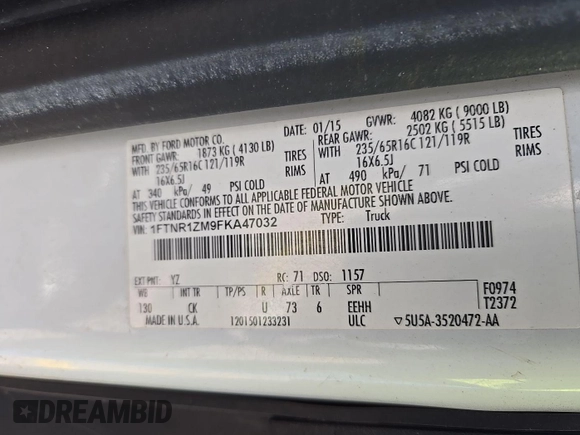 MFD. BY FORD MOTOR CO.
DATE: 01/15 GVWR: 4082 KG ( 9000 LB)
FRONT GAWR: 1873 KG ( 4130 LB) REAR GAWR: 2502 KG ( 5515 LB)
WITH 235/65R16C 121/119R TIRES WITH 235/65R16C 121/119R TIRES
16X6.5J RIMS 16X6.5J RIMS
AT 340 kPa/ 49 PSI COLD AT 490 kPa/ 71 PSI COLD
THIS VEHICLE CONFORMS TO ALL APPLICABLE FEDERAL MOTOR VEHICLE
SAFETY STANDARDS IN EFFECT ON THE DATE OF MANUFACTURE SHOWN ABOVE.
VIN: 1FTNR1ZM9FKA47032
TYPE: Truck
EXT PNT: YZ RC: 71 DSO: 1157
WB INT TR TP/PS R AXLE TR SPR
130 CK U 73 6 EEHH
F0974
T2372
MADE IN U.S.A. 1201501233231 ULC ▽5U5A-3520472-AA
DREAMBID